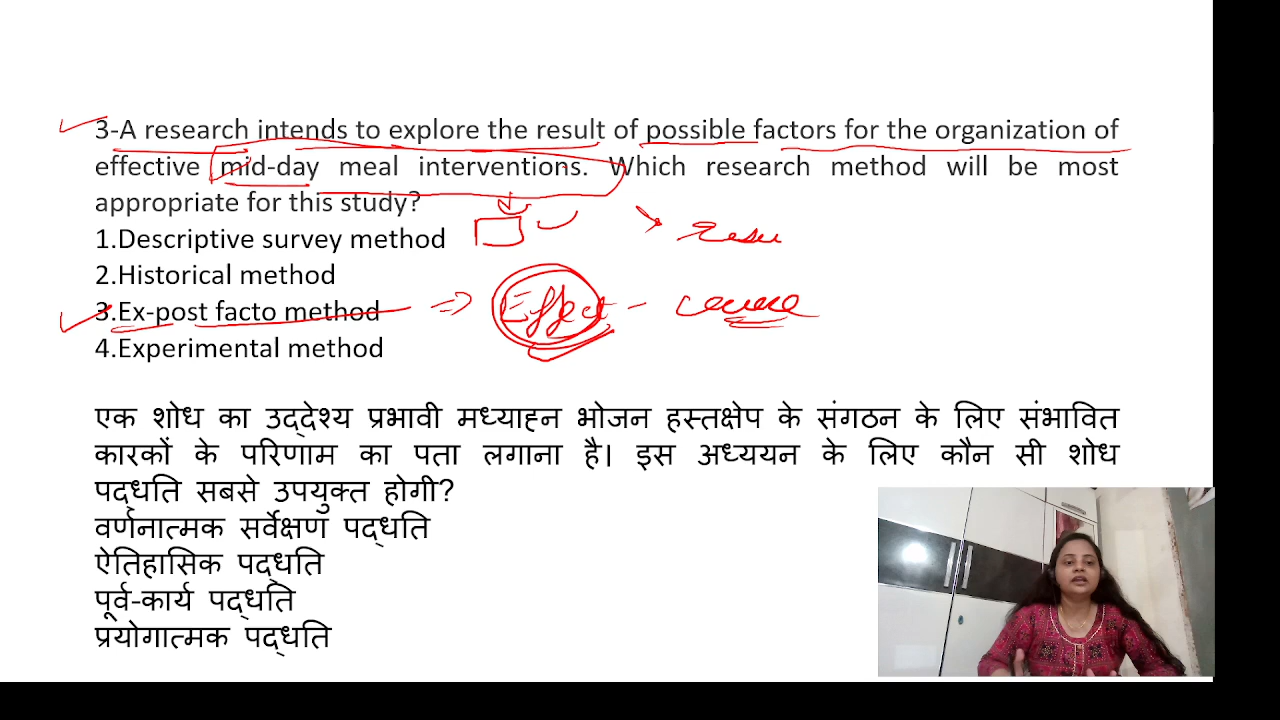 3-A research intends to explore the result of possible factors for the organization of
effective mid-day meal interventions. Which research method will be most
appropriate for this study?
1.Descriptive survey method
2.Historical method
3.Ex-post facto method
Effect - cause
4.Experimental method
एक शोध का उद्देश्य प्रभावी मध्याह्न भोजन हस्तक्षेप के संगठन के लिए संभावित
कारकों के परिणाम का पता लगाना है। इस अध्ययन के लिए कौन सी शोध
पद्धति सबसे उपयुक्त होगी?
वर्णनात्मक सर्वेक्षण पद्धति
ऐतिहासिक पद्धति
पूर्व-कार्य पद्धति
प्रयोगात्मक पद्धति